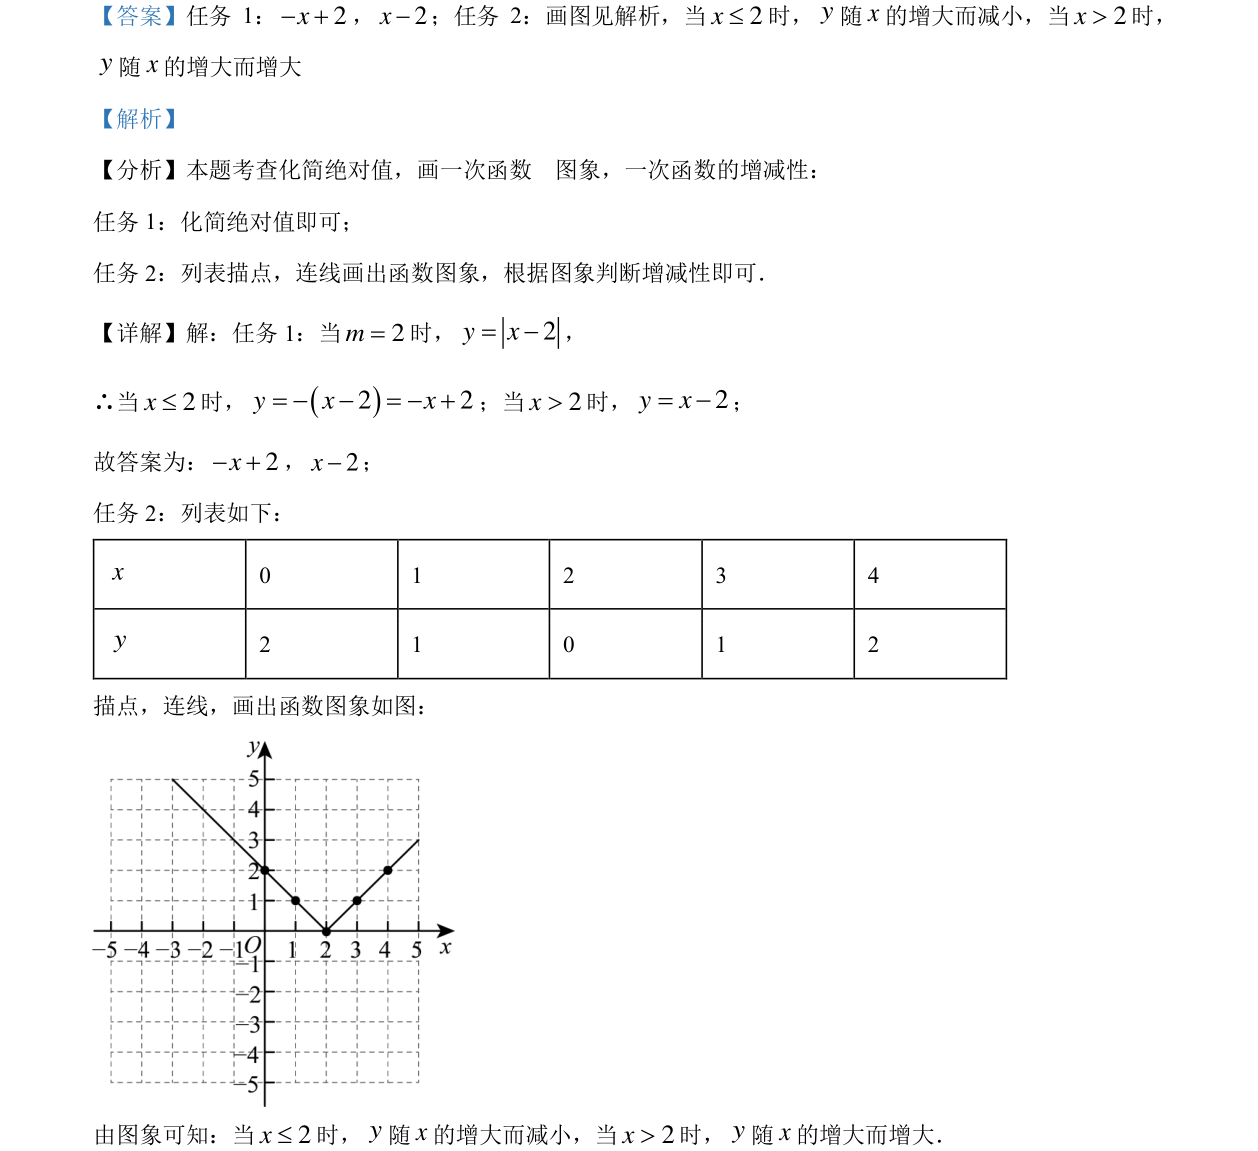 【答案】任务 1：−x+2，x−2；任务 2：画图见解析，当 x≤2 时，y 随 x 的增大而减小，当 x>2 时，
y 随 x 的增大而增大
【解析】
【分析】本题考查化简绝对值，画一次函数 图象，一次函数的增减性：
任务 1：化简绝对值即可；
任务 2：列表描点，连线画出函数图象，根据图象判断增减性即可．
【详解】解：任务 1：当 m=2 时，y=|x−2|，
∴当 x≤2 时，y=−(x−2)=−x+2；当 x>2 时，y=x−2；
故答案为：−x+2，x−2；
任务 2：列表如下：
x 0 1 2 3 4
y 2 1 0 1 2
描点，连线，画出函数图象如图：
y
5
4
3
2
1
−5 −4 −3 −2 −1 O 1 2 3 4 5 x
−1
−2
−3
−4
−5
由图象可知：当 x≤2 时，y 随 x 的增大而减小，当 x>2 时，y 随 x 的增大而增大．